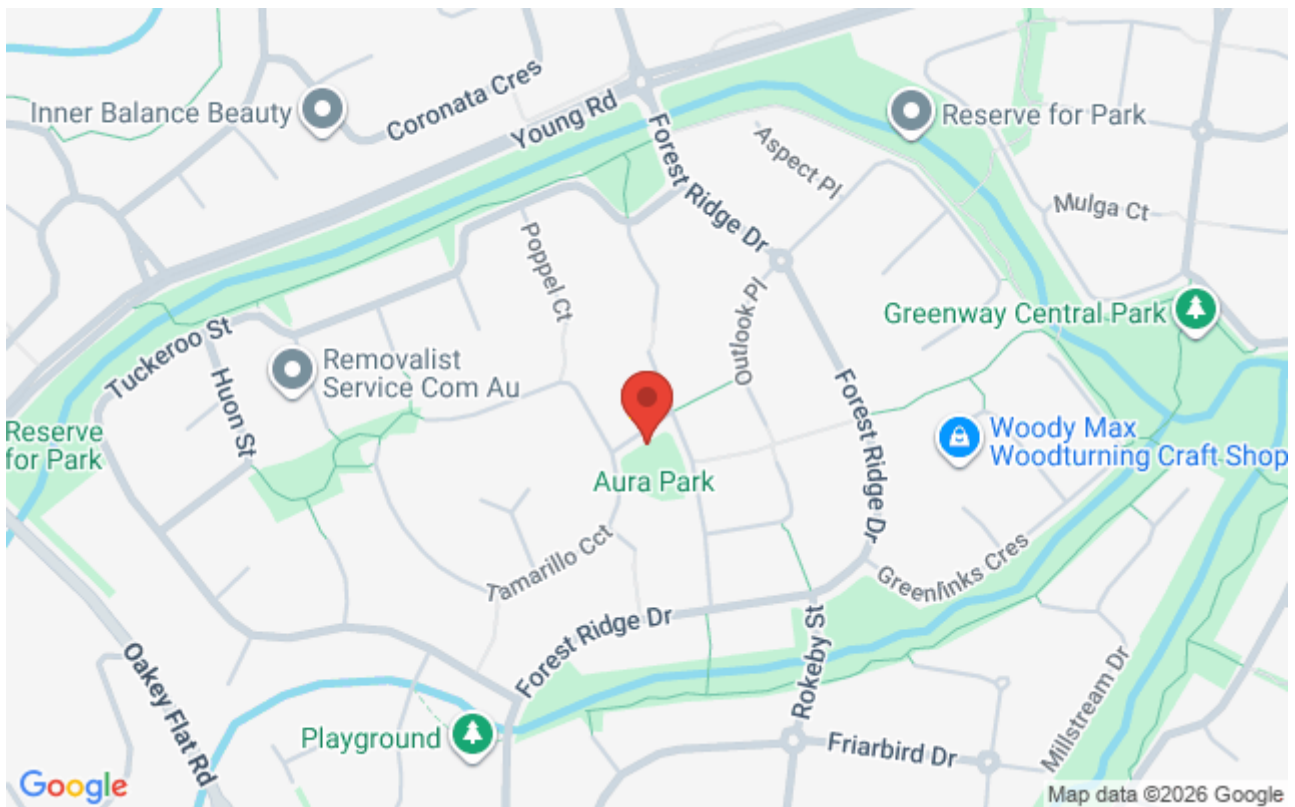 Coronata Cres
Inner Balance Beauty
Young Rd
Reserve for Park
Forest Ridge Dr
Aspect Pl
Mulga Ct
Poppel Ct
Outlook Pl
Greenway Central Park
Tuckeroo St
Removalist
Service Com Au
Huon St
Forest Ridge Dr
Reserve
for Park
Woody Max
Woodturning Craft Shop
Aura Park
Tamarillo Cct
Greenlinks Cres
Forest Ridge Dr
Rokeby St
Oakey Flat Rd
Millstream Dr
Playground
Friarbird Dr
Google
Map data ©2026 Google